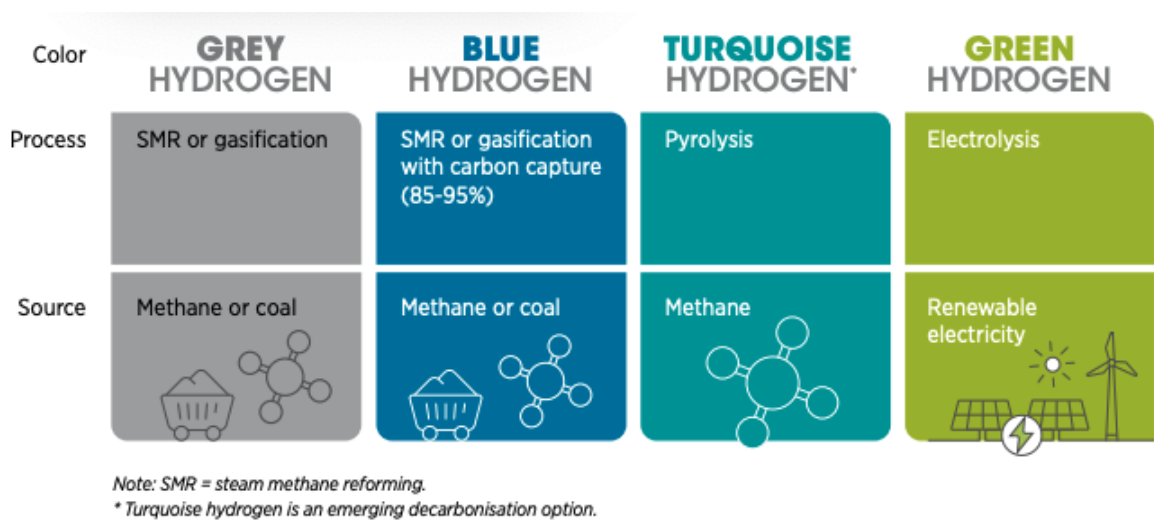 Color
GREY
HYDROGEN
BLUE
HYDROGEN
TURQUOISE
HYDROGEN*
GREEN
HYDROGEN
Process
SMR or gasification
SMR or gasification
with carbon capture
(85-95%)
Pyrolysis
Electrolysis
Source
Methane or coal
Methane or coal
Methane
Renewable
electricity
Note: SMR = steam methane reforming.
* Turquoise hydrogen is an emerging decarbonisation option.